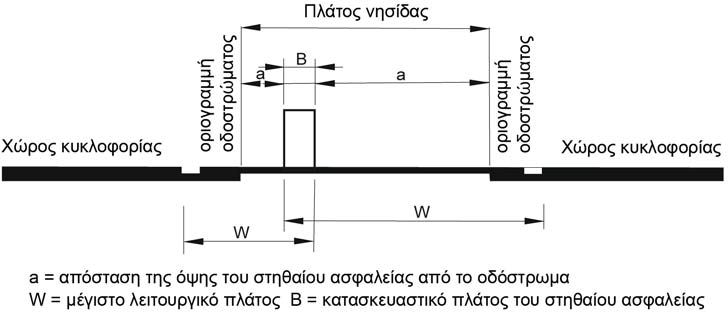 Πλάτος νησίδας
B
a
a
οριογραμμή
οδοστρώματος
οριογραμμή
οδοστρώματος
Χώρος κυκλοφορίας
Χώρος κυκλοφορίας
W
W
a = απόσταση της όψης του στηθαίου ασφαλείας από το οδόστρωμα
W = μέγιστο λειτουργικό πλάτος B = κατασκευαστικό πλάτος του στηθαίου ασφαλείας